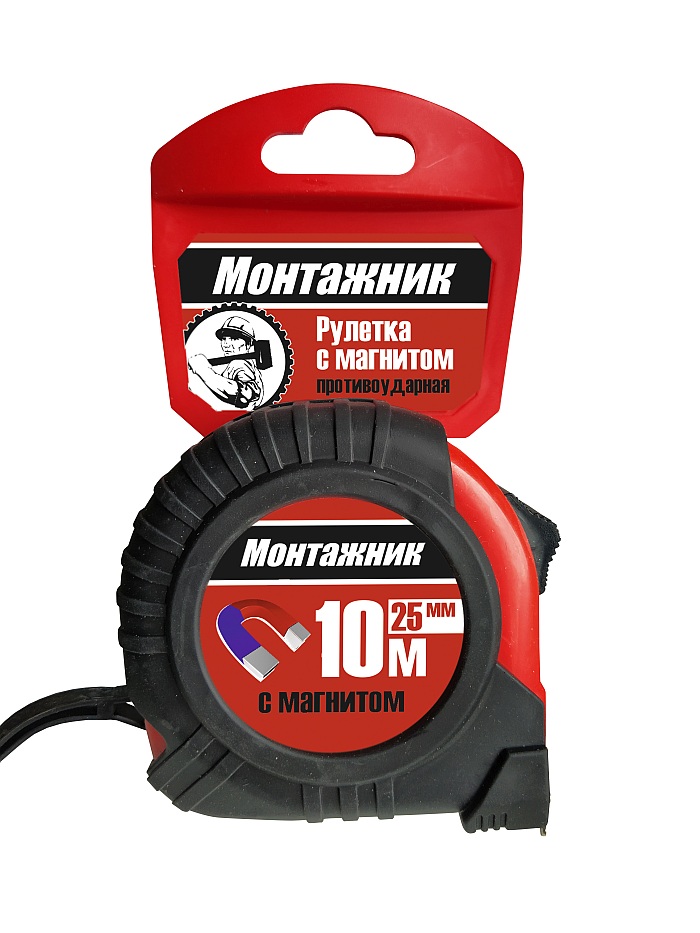 Монтажник
Рулетка
с магнитом
противоударная
Монтажник
10 м 25 мм
с магнитом